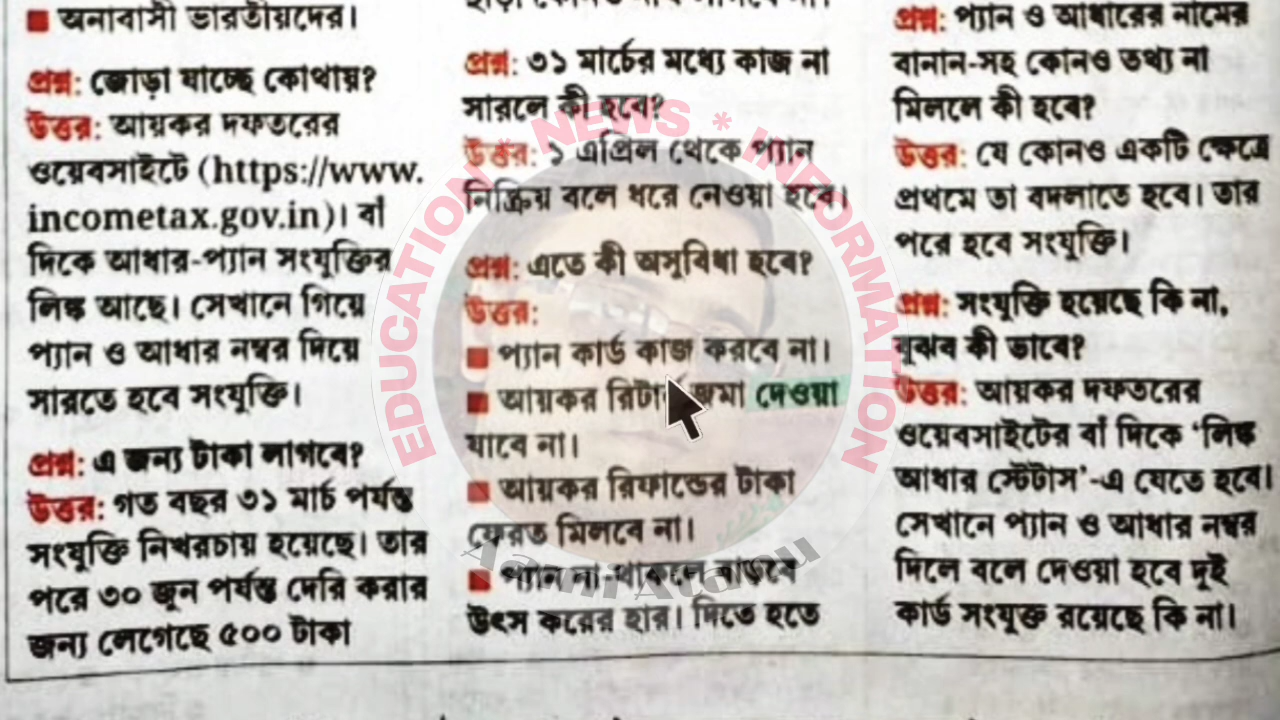 ■ অনাবাসী ভারতীয়দের।
প্রশ্ন: জোড়া যাচ্ছে কোথায়?
উত্তর: আয়কর দফতরের
ওয়েবসাইটে (https://www.
incometax.gov.in)। বাঁ
দিকে আধার-প্যান সংযুক্তির
লিঙ্ক আছে। সেখানে গিয়ে
প্যান ও আধার নম্বর দিয়ে
সারতে হবে সংযুক্তি।
প্রশ্ন: এ জন্য টাকা লাগবে?
উত্তর: গত বছর ৩১ মার্চ পর্যন্ত
সংযুক্তি নিখরচায় হয়েছে। তার
পরে ৩০ জুন পর্যন্ত দেরি করার
জন্য লেগেছে ৫০০ টাকা
প্রশ্ন: ৩১ মার্চের মধ্যে কাজ না
সারলে কী হবে?
উত্তর: ১ এপ্রিল থেকে প্যান
নিষ্ক্রিয় বলে ধরে নেওয়া হবে।
প্রশ্ন: এতে কী অসুবিধা হবে?
উত্তর:
■ প্যান কার্ড কাজ করবে না।
■ আয়কর রিটার্ন জমা দেওয়া
যাবে না।
■ আয়কর রিফান্ডের টাকা
ফেরত মিলবে না।
■ প্যান না-থাকলে বাড়বে
উৎস করের হার। দিতে হতে
প্রশ্ন: প্যান ও আধারের নামের
বানান-সহ কোনও তথ্য না
মিললে কী হবে?
উত্তর: যে কোনও একটি ক্ষেত্রে
প্রথমে তা বদলাতে হবে। তার
পরে হবে সংযুক্তি।
প্রশ্ন: সংযুক্তি হয়েছে কি না,
বুঝব কী ভাবে?
উত্তর: আয়কর দফতরের
ওয়েবসাইটের বাঁ দিকে ‘লিঙ্ক
আধার স্টেটাস’-এ যেতে হবে।
সেখানে প্যান ও আধার নম্বর
দিলে বলে দেওয়া হবে দুই
কার্ড সংযুক্ত রয়েছে কি না।
EDUCATION * NEWS * INFORMATION